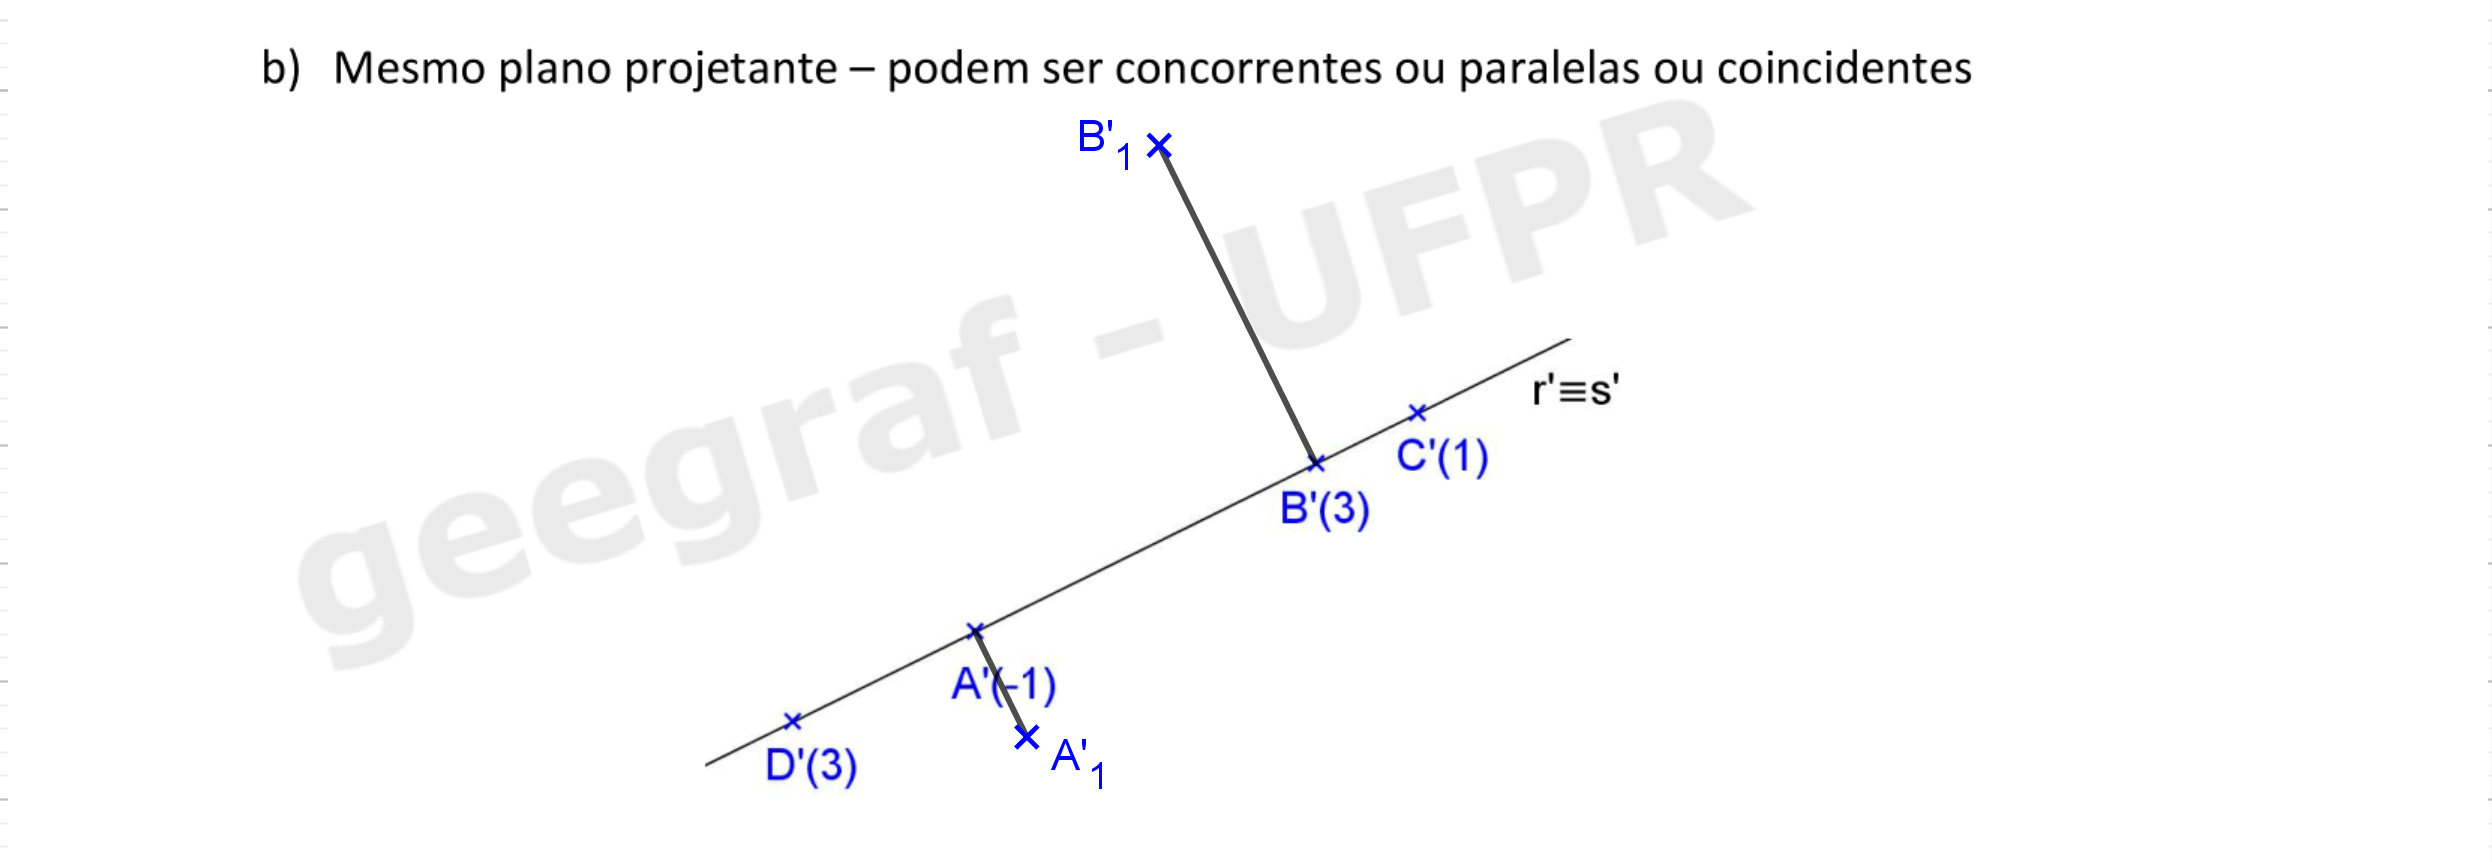 b) Mesmo plano projetante – podem ser concorrentes ou paralelas ou coincidentes
B'1
geegraf - UFPR
r'≡s'
C'(1)
B'(3)
A'(-1)
A'1
D'(3)